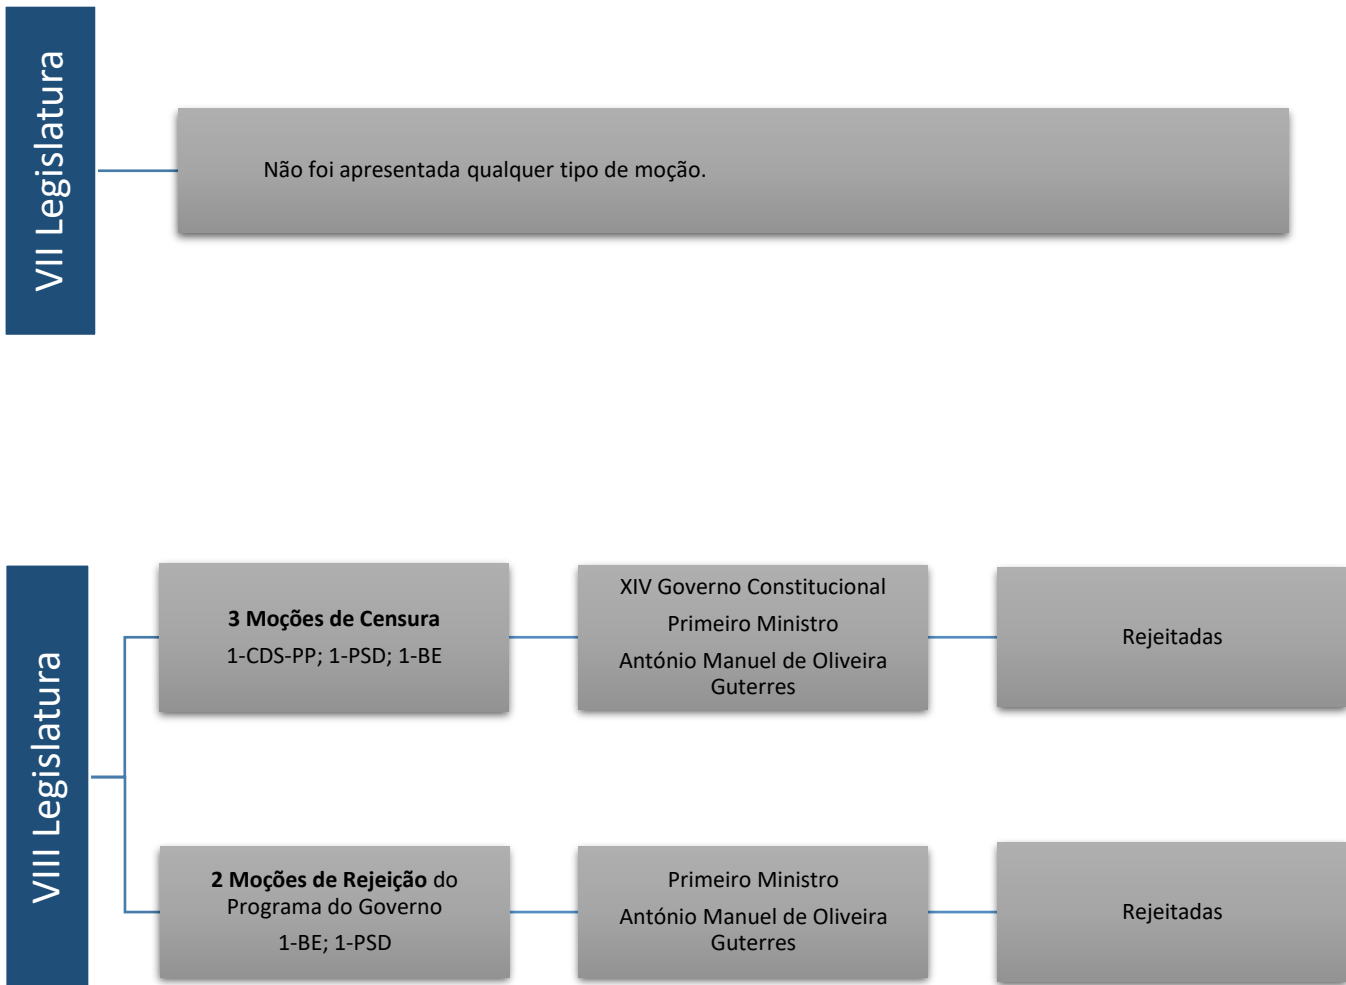 VII Legislatura
Não foi apresentada qualquer tipo de moção.
VIII Legislatura
3 Moções de Censura
1-CDS-PP; 1-PSD; 1-BE
XIV Governo Constitucional
Primeiro Ministro
António Manuel de Oliveira
Guterres
Rejeitadas
2 Moções de Rejeição do
Programa do Governo
1-BE; 1-PSD
Primeiro Ministro
António Manuel de Oliveira
Guterres
Rejeitadas